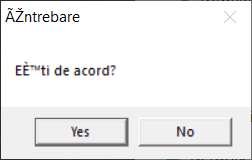 ÃŽntrebare
EÈ™ti de acord?
Yes
No